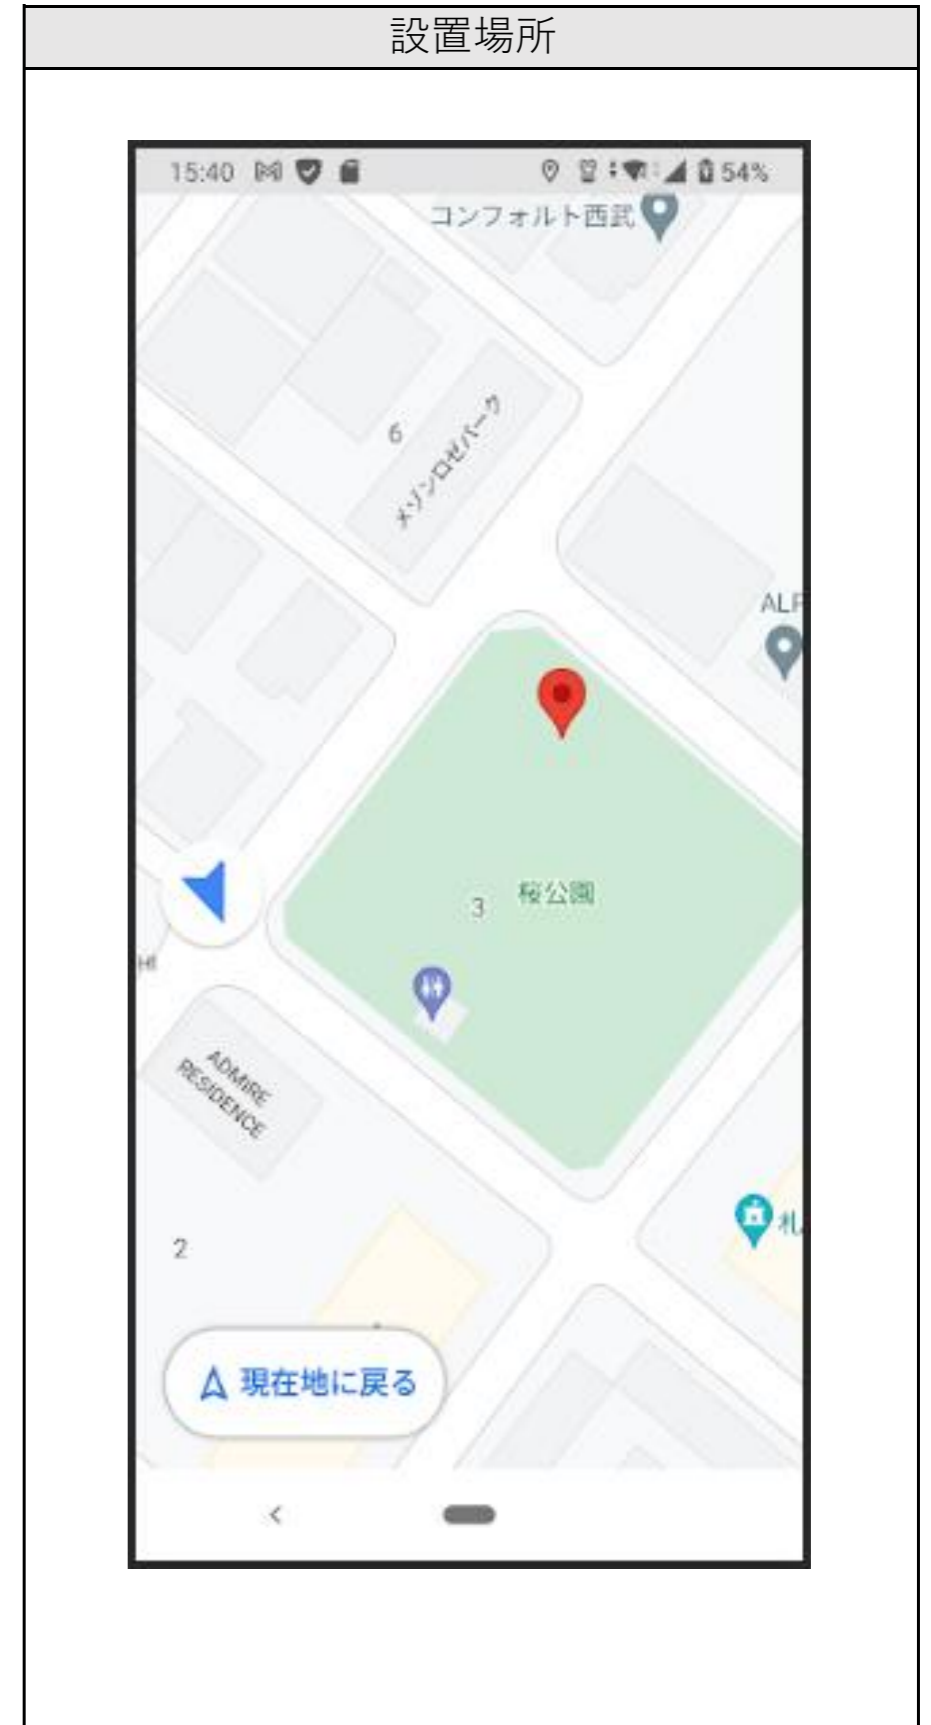 設置場所
15:40
54%
コンフォルト西武
6
メゾンロゼパーク
ALF
桜公園
3
HI
ADMIRE
RESIDENCE
札
2
現在地に戻る